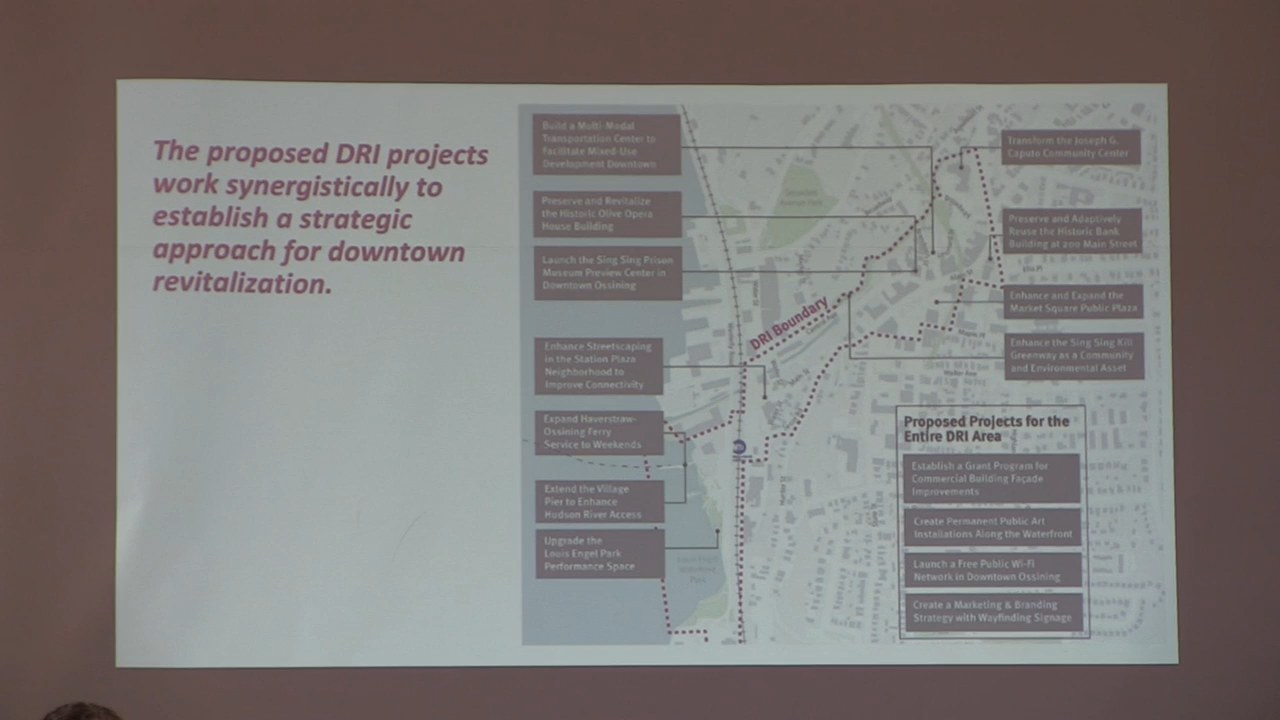 The proposed DRI projects
work synergistically to
establish a strategic
approach for downtown
revitalization.
Build a Multi-Modal
Transportation Center to
Facilitate Mixed-Use
Development Downtown
Preserve and Revitalize
the Historic Olive Opera
House Building
Launch the Sing Sing Prison
Museum Preview Center in
Downtown Ossining
Enhance Streetscaping
in the Station Plaza
Neighborhood to
Improve Connectivity
Expand Haverstraw-
Ossining Ferry
Service to Weekends
Extend the Village
Pier to Enhance
Hudson River Access
Upgrade the
Louis Engel Park
Performance Space
DRI Boundary
Main St
Transform the Joseph G.
Caputo Community Center
Preserve and Adaptively
Reuse the Historic Bank
Building at 200 Main Street
Enhance and Expand the
Market Square Public Plaza
Enhance the Sing Sing Kill
Greenway as a Community
and Environmental Asset
Proposed Projects for the
Entire DRI Area
Establish a Grant Program for
Commercial Building Façade
Improvements
Create Permanent Public Art
Installations Along the Waterfront
Launch a Free Public Wi-Fi
Network in Downtown Ossining
Create a Marketing & Branding
Strategy with Wayfinding Signage